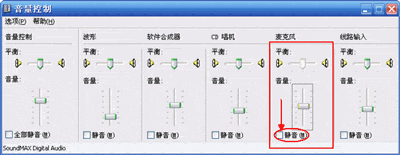 音量控制
选项(P) 帮助(H)
音量控制 波形 软件合成器 CD 唱机 麦克风 线路输入
平衡: 平衡: 平衡: 平衡: 平衡: 平衡:
音量: 音量: 音量: 音量: 音量: 音量:
全部静音(M) 静音(M) 静音(M) 静音(M) 静音(M) 静音(M)
SoundMAX Digital Audio